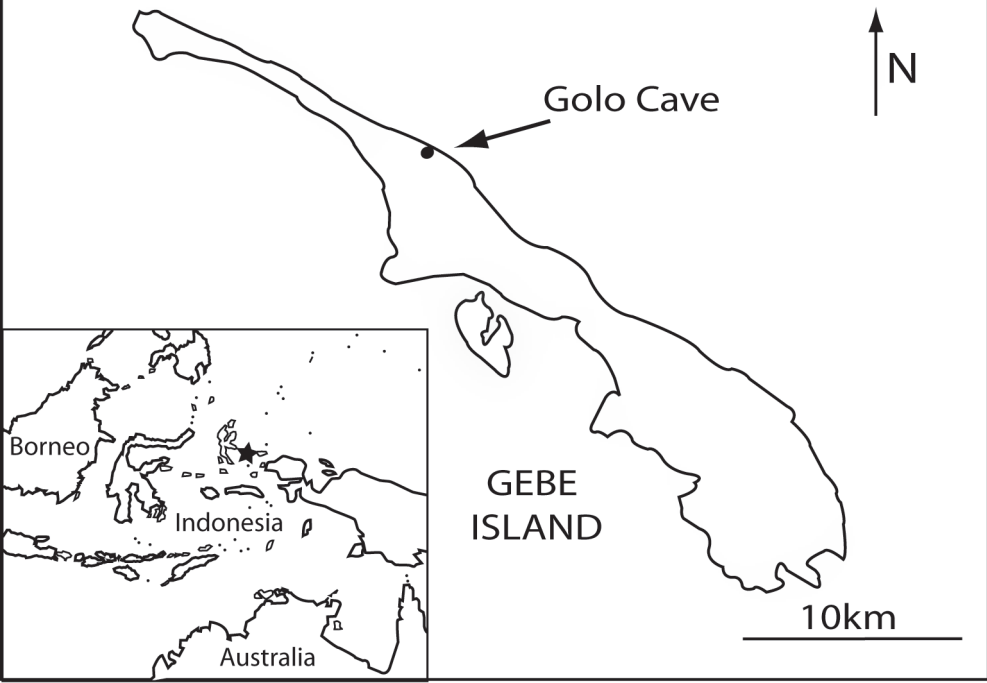 N
Golo Cave
GEBE
ISLAND
10km
Borneo
Indonesia
Australia